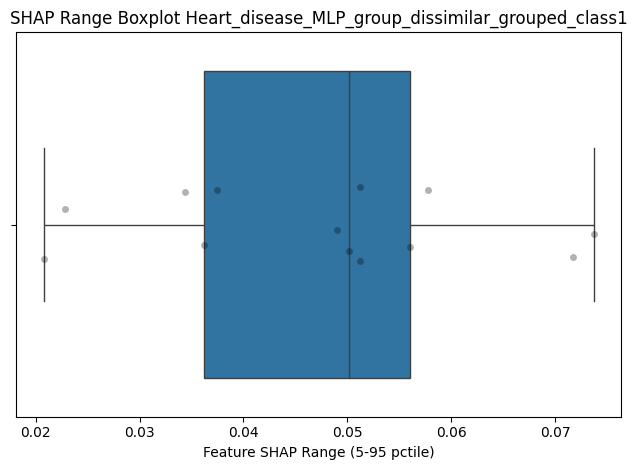 SHAP Range Boxplot Heart_disease_MLP_group_dissimilar_grouped_class1
0.02 0.03 0.04 0.05 0.06 0.07
Feature SHAP Range (5-95 pctile)